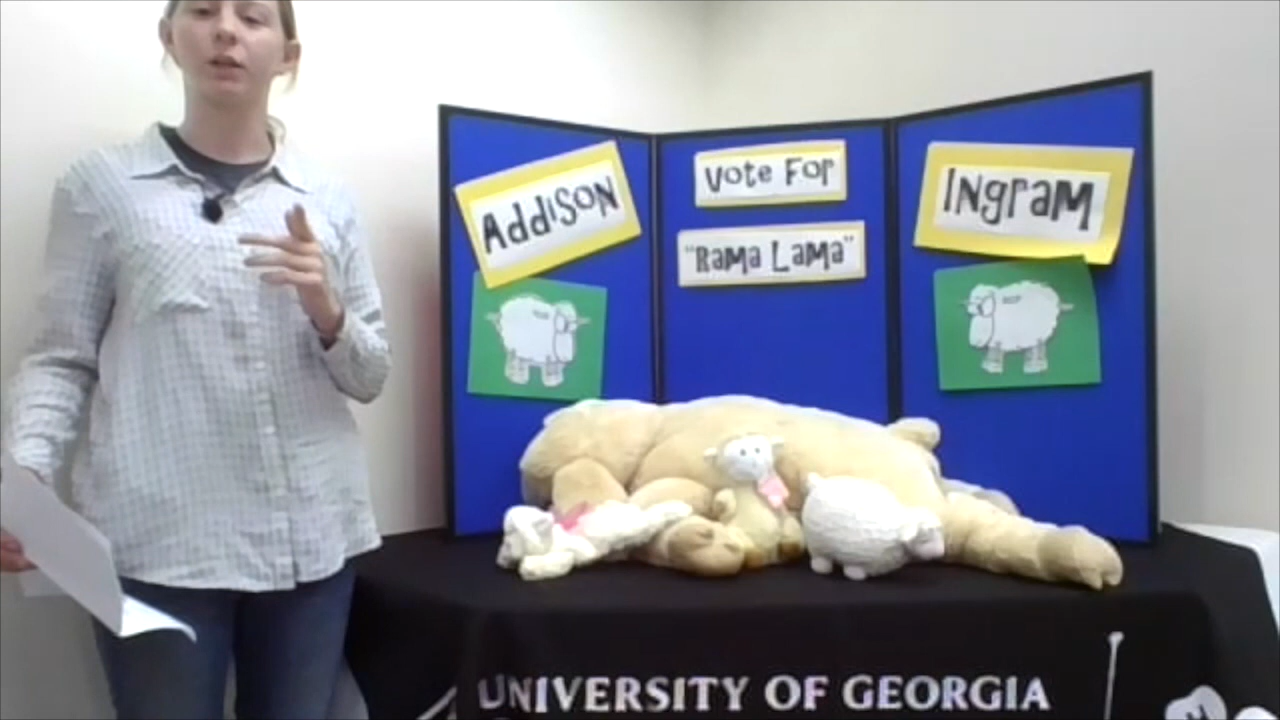 Addison
Vote For
"Rama Lama"
Ingram
UNIVERSITY OF GEORGIA